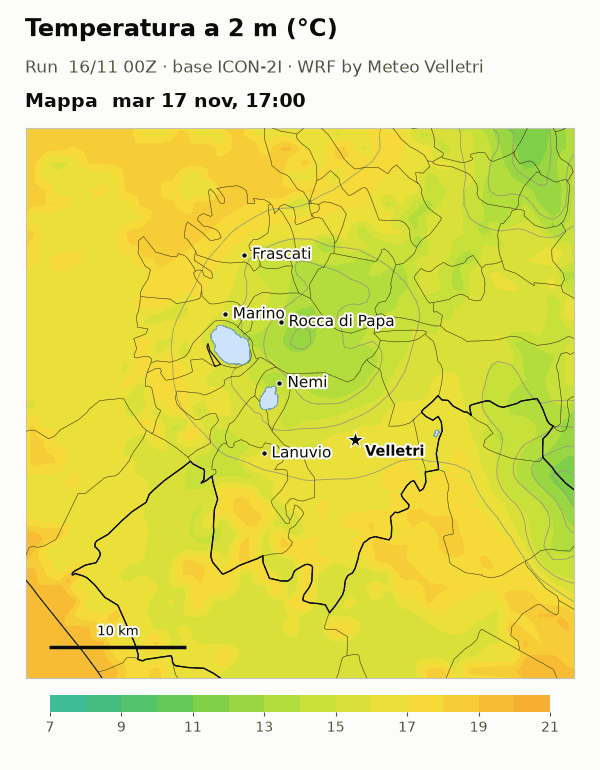 Temperatura a 2 m (°C)
Run  16/11 00Z · base ICON-2I · WRF by Meteo Velletri
Mappa  mar 17 nov, 17:00
Frascati
Marino
Rocca di Papa
Nemi
Velletri
Lanuvio
10 km
7 9 11 13 15 17 19 21